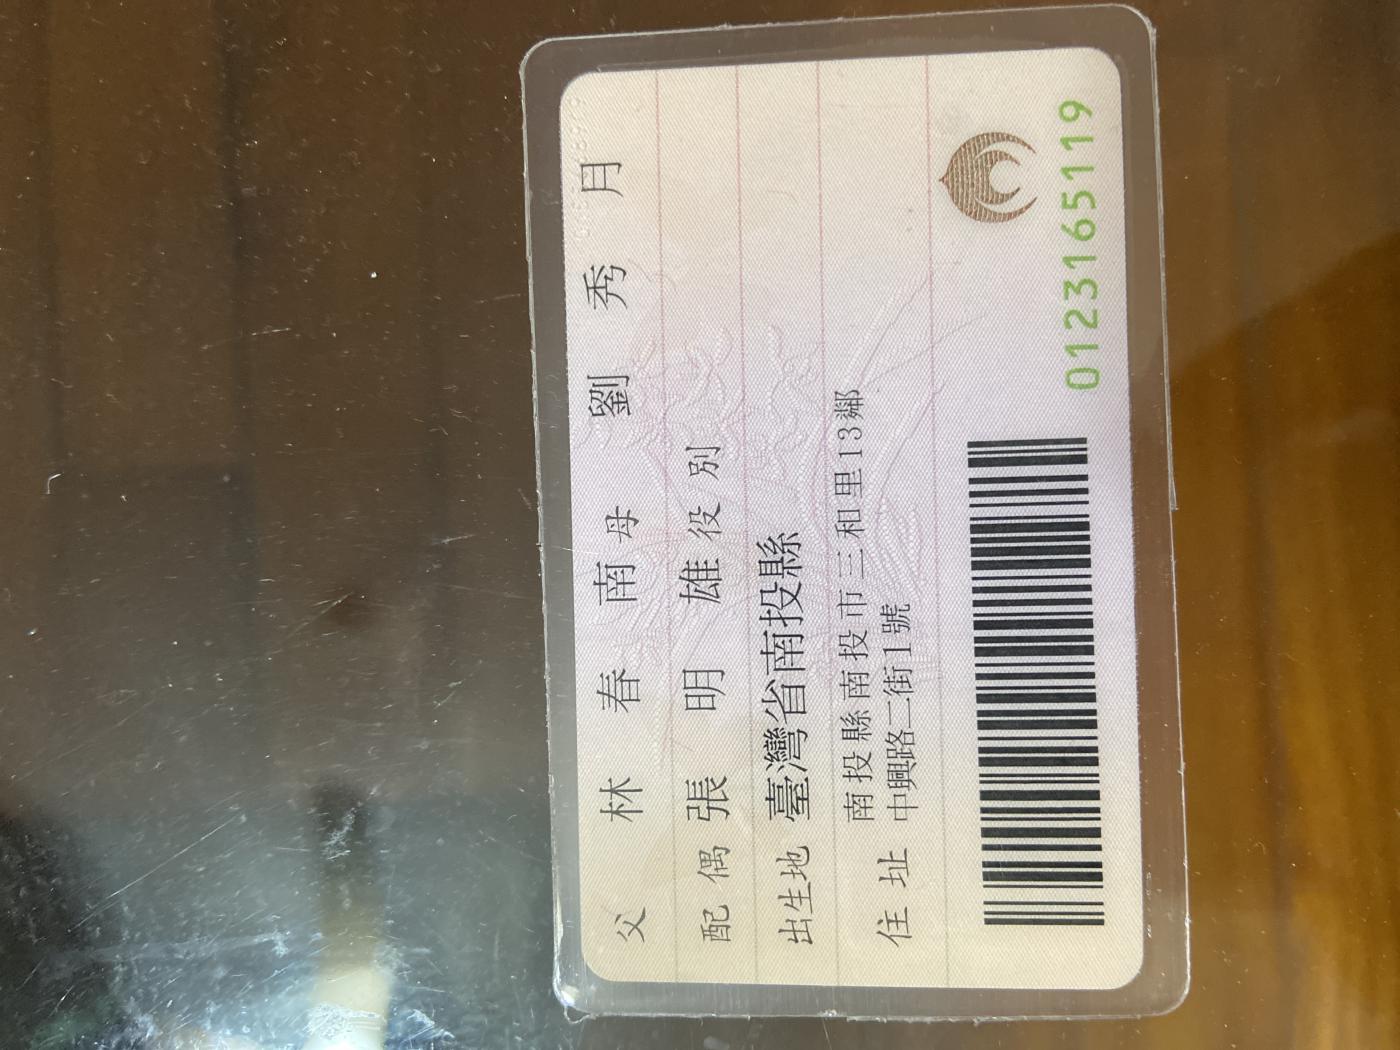 父 林春南 母 劉秀月
配偶 張明雄 役別
出生地 臺灣省南投縣
住址 南投縣南投市三和里13鄰
中興路二街1號
0123165119